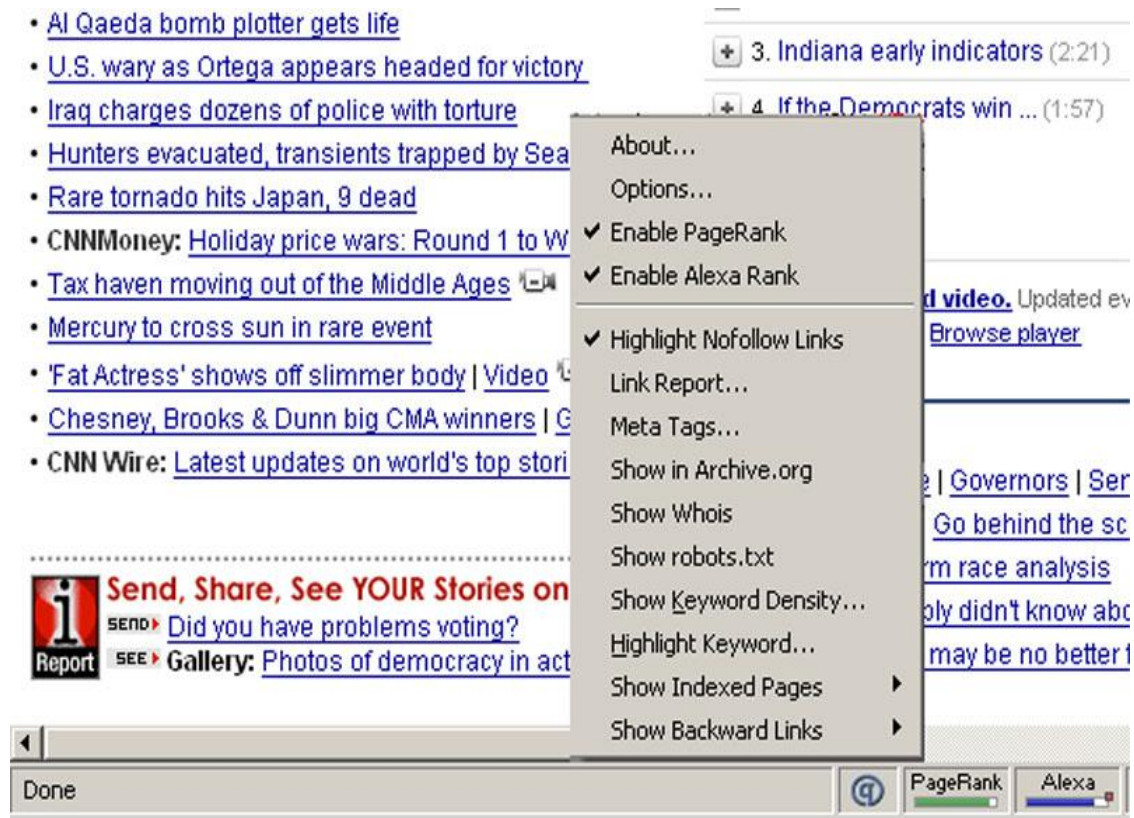 • Al Qaeda bomb plotter gets life
• U.S. wary as Ortega appears headed for victory
• Iraq charges dozens of police with torture
• Hunters evacuated, transients trapped by Sea
• Rare tornado hits Japan, 9 dead
• CNNMoney: Holiday price wars: Round 1 to W
• Tax haven moving out of the Middle Ages
• Mercury to cross sun in rare event
• 'Fat Actress' shows off slimmer body | Video
• Chesney, Brooks & Dunn big CMA winners | G
• CNN Wire: Latest updates on world's top stori
i Report
Send, Share, See YOUR Stories on
SEND Did you have problems voting?
SEE Gallery: Photos of democracy in act
3. Indiana early indicators (2:21)
4. If the Democrats win ... (1:57)
d video. Updated ev
Browse player
| Governors | Sen
Go behind the sc
rm race analysis
bly didn't know abo
may be no better
About...
Options...
Enable PageRank
Enable Alexa Rank
Highlight Nofollow Links
Link Report...
Meta Tags...
Show in Archive.org
Show Whois
Show robots.txt
Show Keyword Density...
Highlight Keyword...
Show Indexed Pages
Show Backward Links
Done
PageRank
Alexa